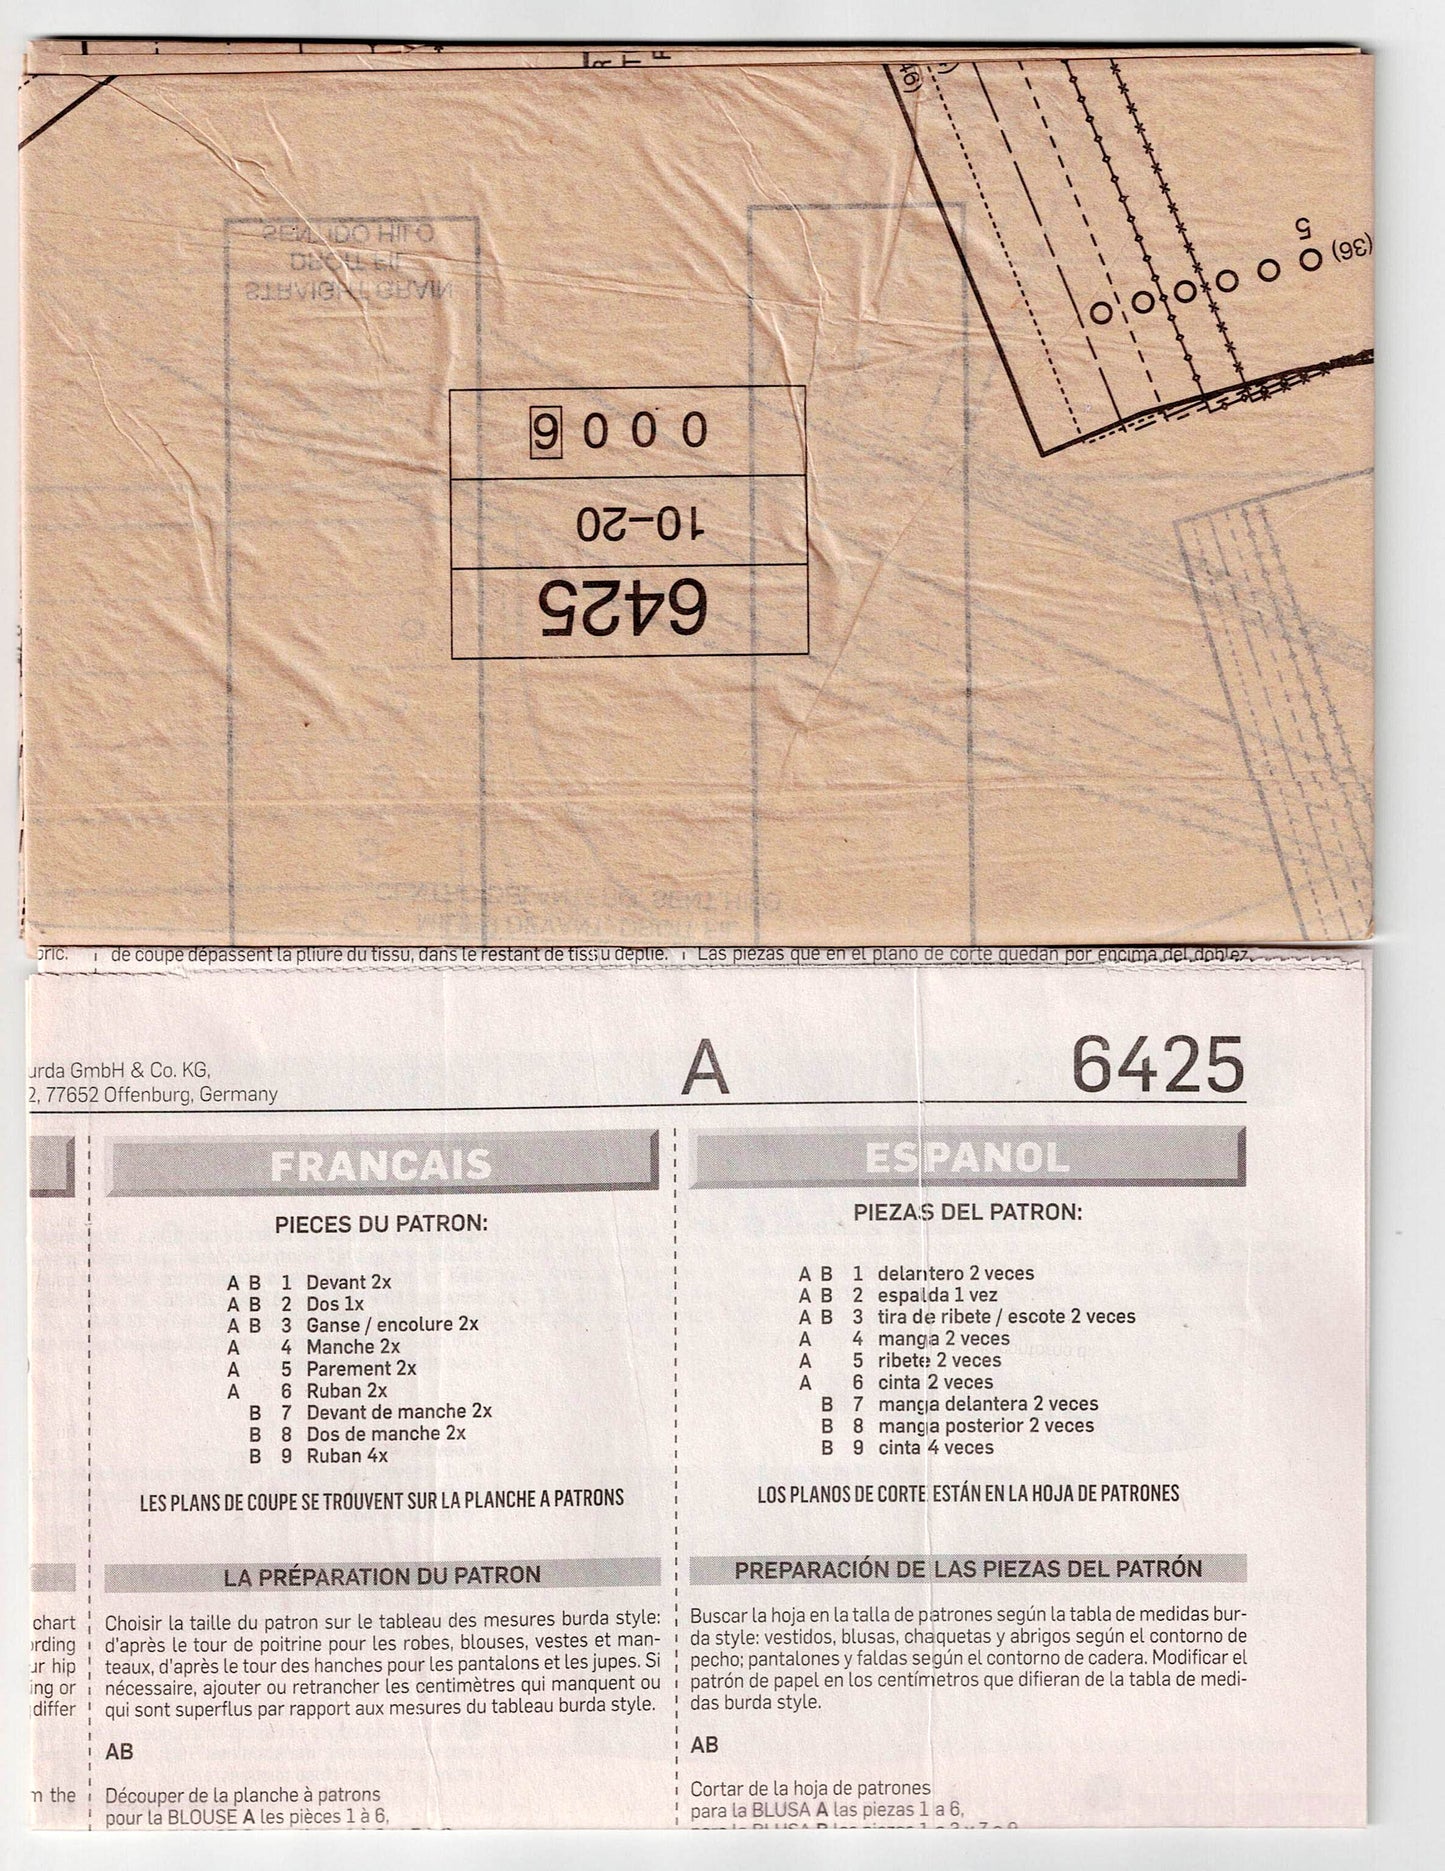 (46)
5
(36)
SENTIDO HILO
DROIT FIL
STRAIGHT GRAIN
0 0 0 6
10-20
6425
de coupe dépassent la pliure du tissu, dans le restant de tissu déplié.
Las piezas que en el plano de corte quedan por encima del doblez
urda GmbH & Co. KG,
2, 77652 Offenburg, Germany
A
6425
FRANCAIS
PIECES DU PATRON:
A B 1 Devant 2x
A B 2 Dos 1x
A B 3 Ganse / encolure 2x
A 4 Manche 2x
A 5 Parement 2x
A 6 Ruban 2x
B 7 Devant de manche 2x
B 8 Dos de manche 2x
B 9 Ruban 4x
LES PLANS DE COUPE SE TROUVENT SUR LA PLANCHE A PATRONS
LA PRÉPARATION DU PATRON
Choisir la taille du patron sur le tableau des mesures burda style:
d'après le tour de poitrine pour les robes, blouses, vestes et man-
teaux, d'après le tour des hanches pour les pantalons et les jupes. Si
nécessaire, ajouter ou retrancher les centimètres qui manquent ou
qui sont superflus par rapport aux mesures du tableau burda style.
AB
Découper de la planche à patrons
pour la BLOUSE A les pièces 1 à 6,
ESPANOL
PIEZAS DEL PATRON:
A B 1 delantero 2 veces
A B 2 espalda 1 vez
A B 3 tira de ribete / escote 2 veces
A 4 manga 2 veces
A 5 ribete 2 veces
A 6 cinta 2 veces
B 7 manga delantera 2 veces
B 8 manga posterior 2 veces
B 9 cinta 4 veces
LOS PLANOS DE CORTE ESTÁN EN LA HOJA DE PATRONES
PREPARACIÓN DE LAS PIEZAS DEL PATRÓN
Buscar la hoja en la talla de patrones según la tabla de medidas bur-
da style: vestidos, blusas, chaquetas y abrigos según el contorno de
pecho; pantalones y faldas según el contorno de cadera. Modificar el
patrón de papel en los centímetros que difieran de la tabla de medi-
das burda style.
AB
Cortar de la hoja de patrones
para la BLUSA A las piezas 1 a 6,
chart
ur hip
ing or
differ
the